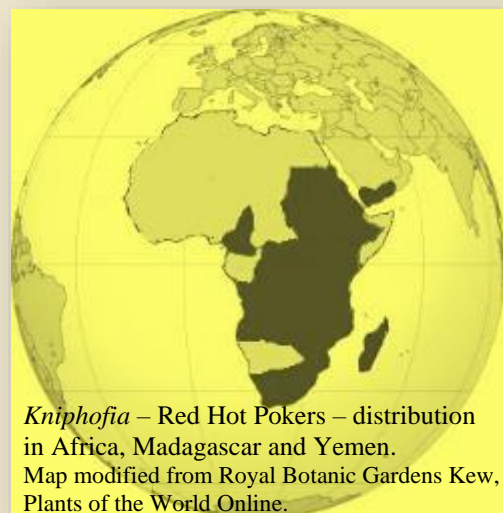 Kniphofia – Red Hot Pokers – distribution
in Africa, Madagascar and Yemen.
Map modified from Royal Botanic Gardens Kew,
Plants of the World Online.